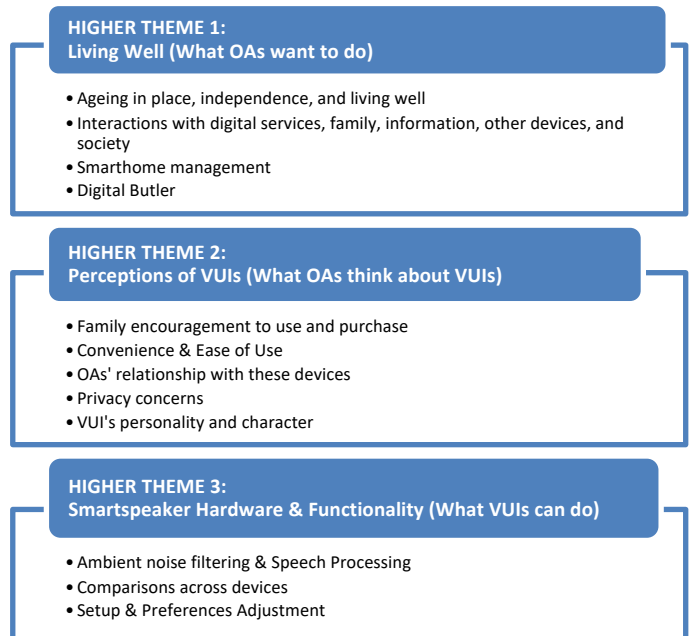 HIGHER THEME 1:
Living Well (What OAs want to do)
• Ageing in place, independence, and living well
• Interactions with digital services, family, information, other devices, and
society
• Smarthome management
• Digital Butler
HIGHER THEME 2:
Perceptions of VUIs (What OAs think about VUIs)
• Family encouragement to use and purchase
• Convenience & Ease of Use
• OAs' relationship with these devices
• Privacy concerns
• VUI's personality and character
HIGHER THEME 3:
Smartspeaker Hardware & Functionality (What VUIs can do)
• Ambient noise filtering & Speech Processing
• Comparisons across devices
• Setup & Preferences Adjustment